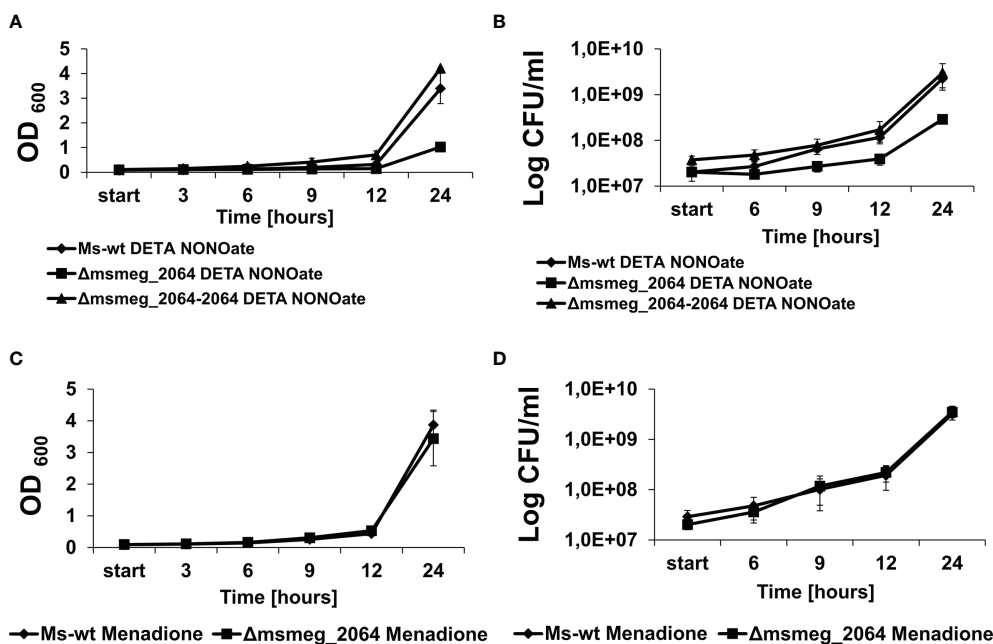 A
OD 600
5
4
3
2
1
0
start 3 6 9 12 24
Time [hours]
Ms-wt DETA NONOate
Δmsmeg_2064 DETA NONOate
Δmsmeg_2064-2064 DETA NONOate
B
Log CFU/ml
1,0E+10
1,0E+09
1,0E+08
1,0E+07
start 6 9 12 24
Time [hours]
Ms-wt DETA NONOate
Δmsmeg_2064 DETA NONOate
Δmsmeg_2064-2064 DETA NONOate
C
OD 600
5
4
3
2
1
0
start 3 6 9 12 24
Time [hours]
Ms-wt Menadione Δmsmeg_2064 Menadione
D
Log CFU/ml
1,0E+10
1,0E+09
1,0E+08
1,0E+07
start 6 9 12 24
Time [hours]
Ms-wt Menadione Δmsmeg_2064 Menadione